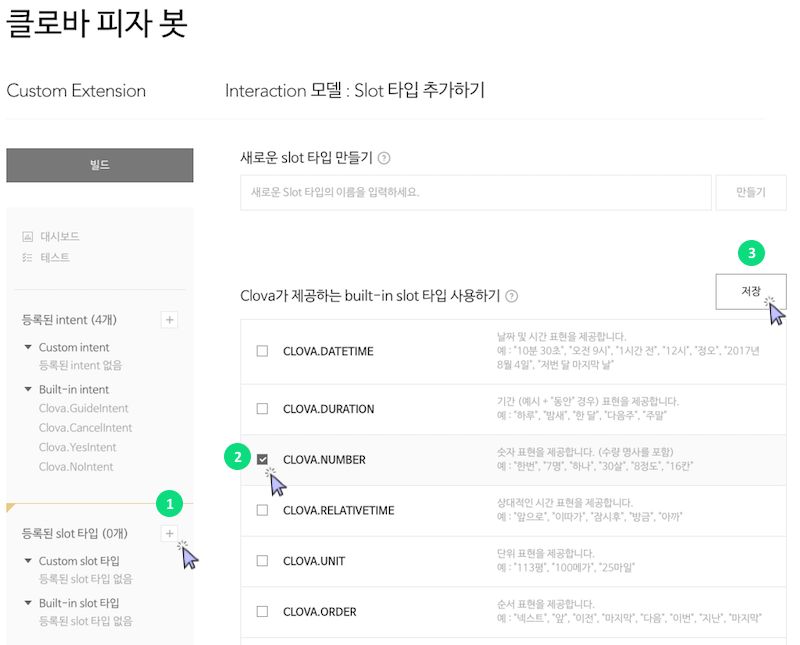 클로바 피자 봇
Custom Extension
Interaction 모델 : Slot 타입 추가하기
빌드
대시보드
테스트
등록된 intent (4개)
+
Custom intent
등록된 intent 없음
Built-in intent
Clova.GuideIntent
Clova.CancelIntent
Clova.YesIntent
Clova.NoIntent
1
등록된 slot 타입 (0개)
+
Custom slot 타입
등록된 slot 타입 없음
Built-in slot 타입
등록된 slot 타입 없음
새로운 slot 타입 만들기 ?
새로운 Slot 타입의 이름을 입력하세요.
만들기
3
Clova가 제공하는 built-in slot 타입 사용하기 ?
저장
CLOVA.DATETIME
날짜 및 시간 표현을 제공합니다.
예 : "10분 30초", "오전 9시", "1시간 전", "12시", "정오", "2017년
8월 4일", "저번 달 마지막 날"
CLOVA.DURATION
기간 (예시 + "동안" 경우) 표현을 제공합니다.
예 : "하루", "밤새", "한 달", "다음주", "주말"
2
CLOVA.NUMBER
숫자 표현을 제공합니다. (수량 명사를 포함)
예 : "한번", "7명", "하나", "30살", "8정도", "16칸"
CLOVA.RELATIVETIME
상대적인 시간 표현을 제공합니다.
예 : "앞으로", "이따가", "잠시후", "방금", "아까"
CLOVA.UNIT
단위 표현을 제공합니다.
예 : "113평", "100메가", "25마일"
CLOVA.ORDER
순서 표현을 제공합니다.
예 : "넥스트", "앞", "이전", "마지막", "다음", "이번", "지난", "마지막"